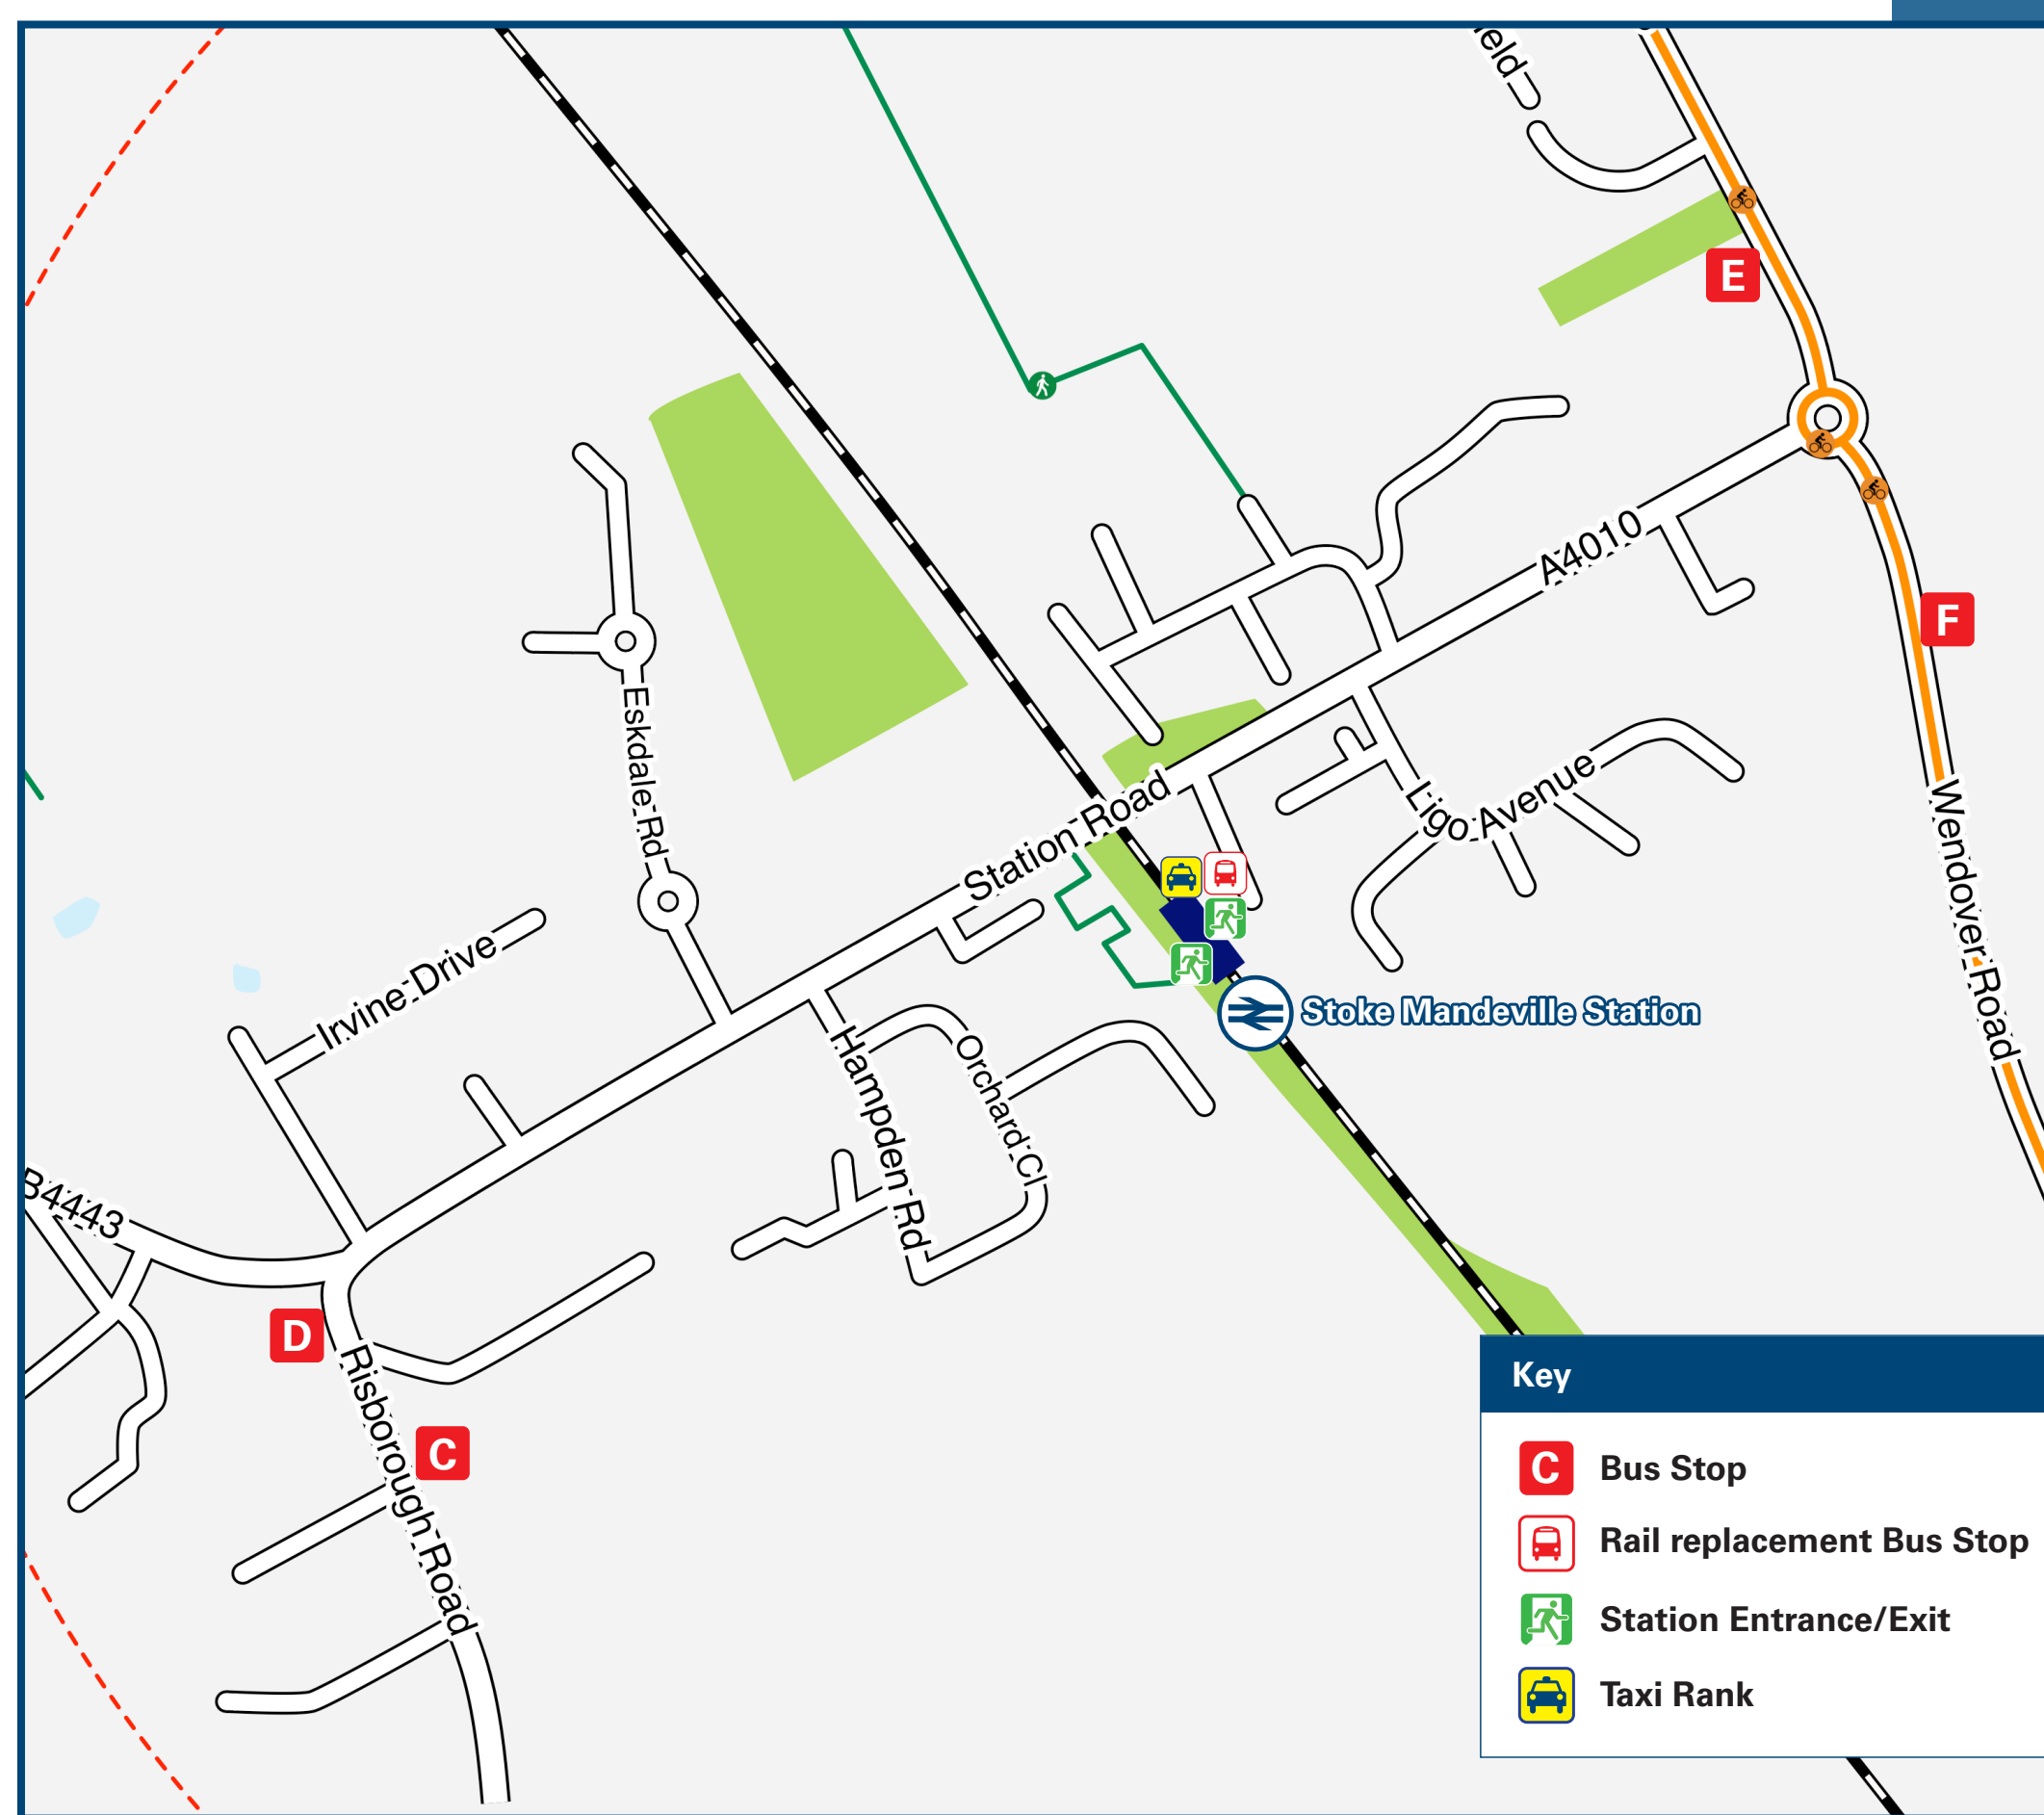 eld
E
A4010
F
Eskdale Rd
Station Road
Ligo Avenue
Wendover Road
Irvine Drive
Stoke Mandeville Station
Hampden Rd
Orchard Cl
B4443
D
Risborough Road
C
Key
C Bus Stop
Rail replacement Bus Stop
Station Entrance/Exit
Taxi Rank